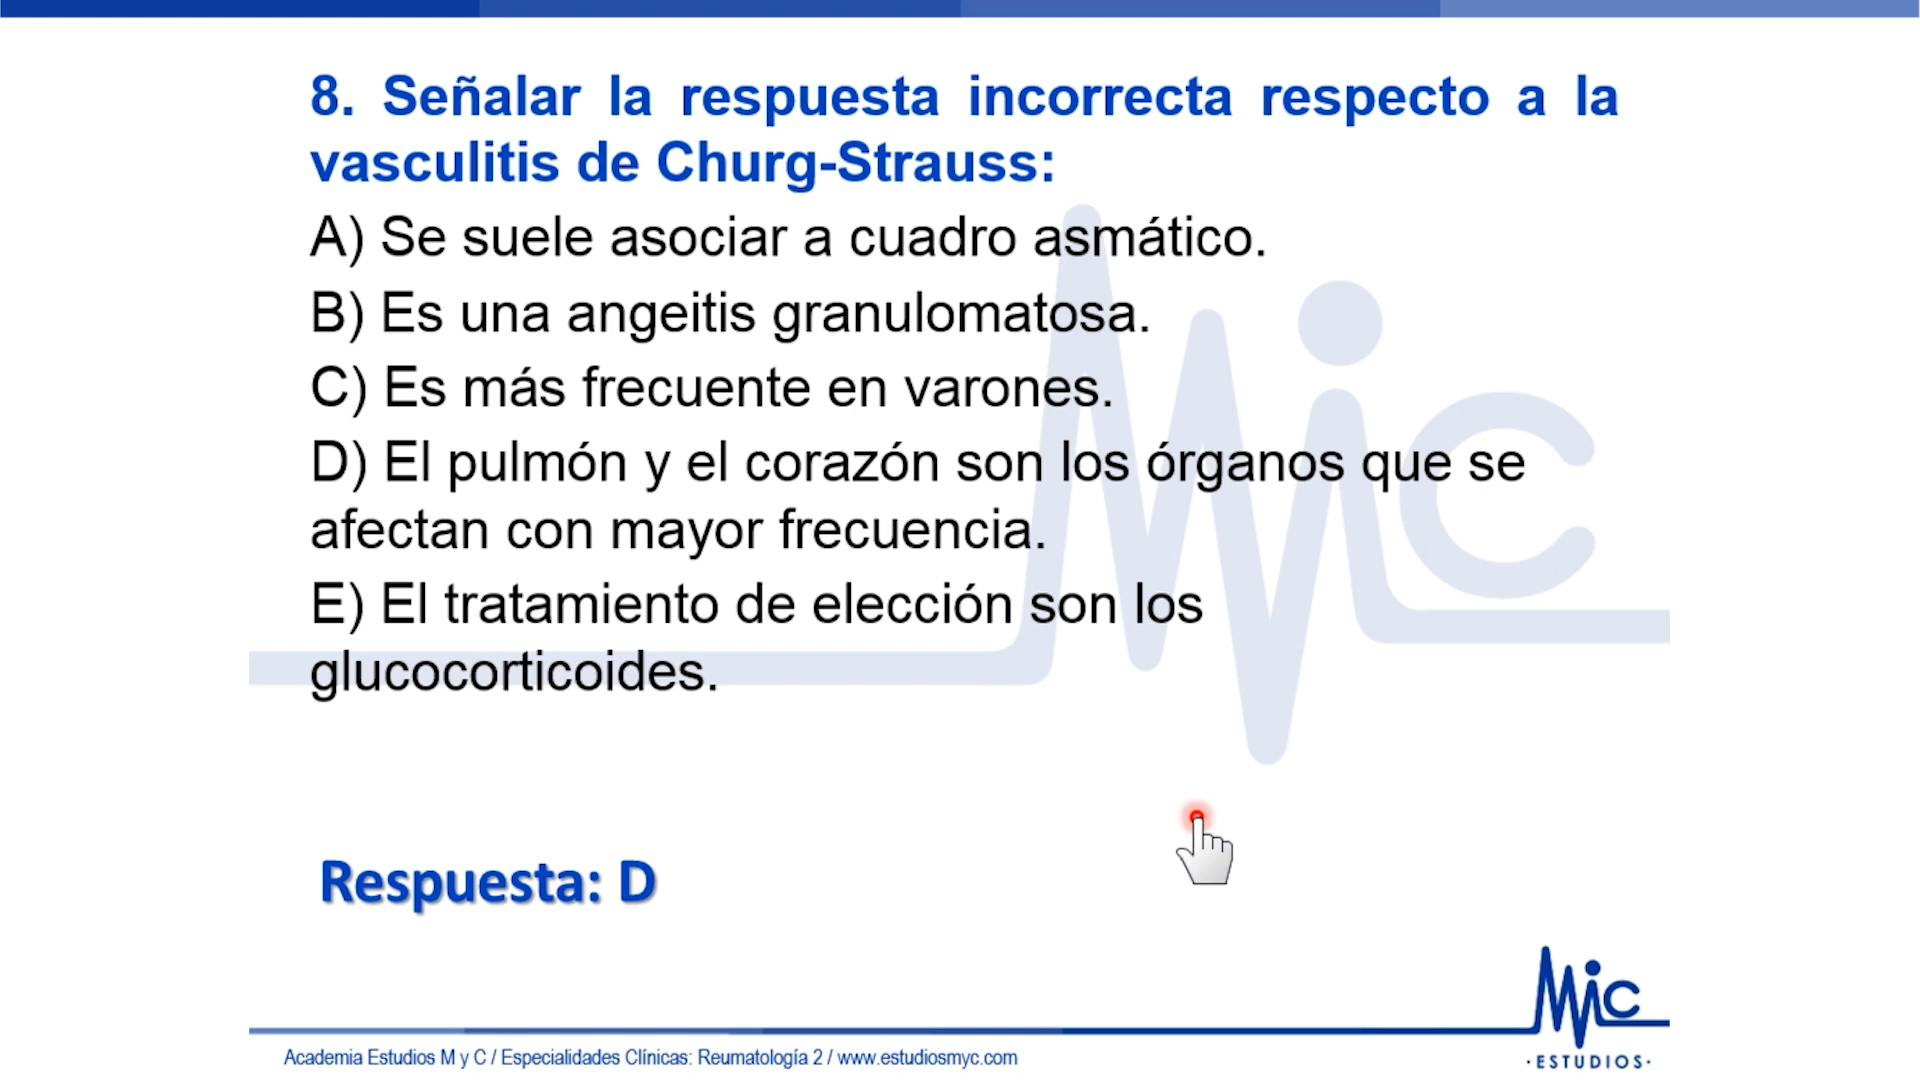 8. Señalar la respuesta incorrecta respecto a la
vasculitis de Churg-Strauss:
A) Se suele asociar a cuadro asmático.
B) Es una angeitis granulomatosa.
C) Es más frecuente en varones.
D) El pulmón y el corazón son los órganos que se
afectan con mayor frecuencia.
E) El tratamiento de elección son los
glucocorticoides.
Respuesta: D
MiC
MiC
·ESTUDIOS·
Academia Estudios M y C / Especialidades Clínicas: Reumatología 2 / www.estudiosmyc.com